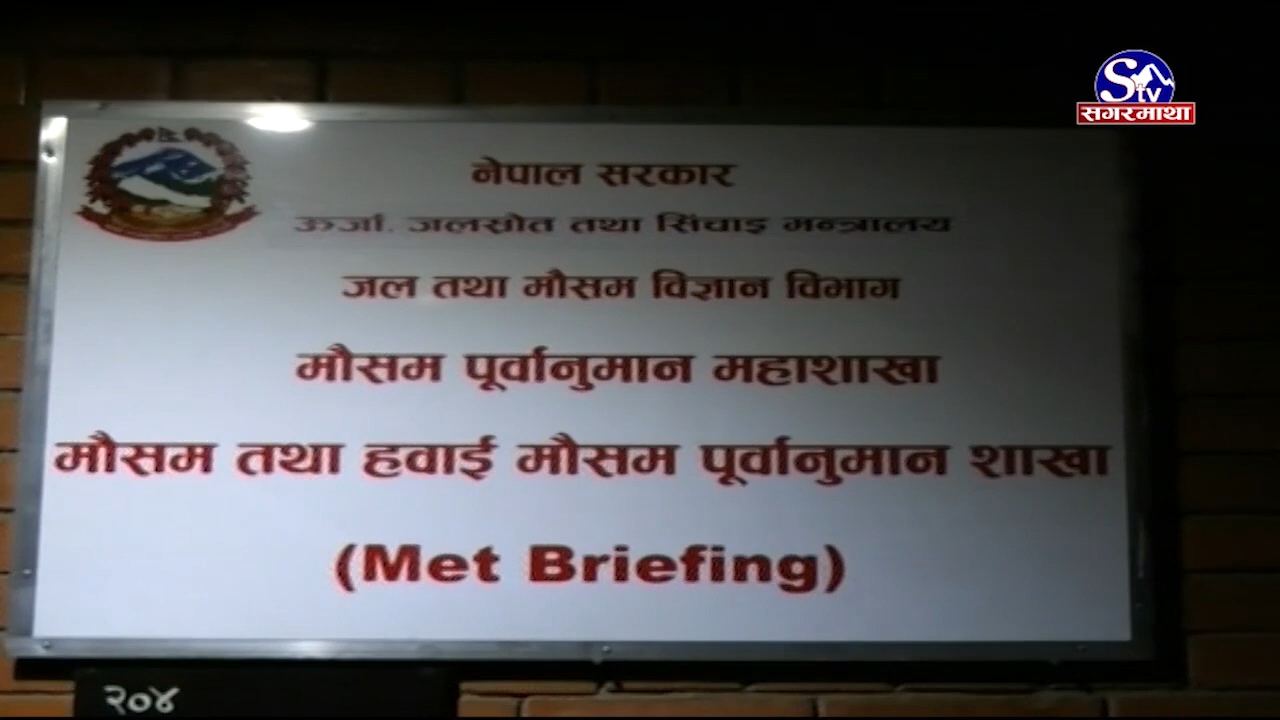 S
tv
सगरमाथा
नेपाल सरकार
ऊर्जा, जलस्रोत तथा सिंचाइ मन्त्रालय
जल तथा मौसम विज्ञान विभाग
मौसम पूर्वानुमान महाशाखा
मौसम तथा हवाई मौसम पूर्वानुमान शाखा
(Met Briefing)
२०४